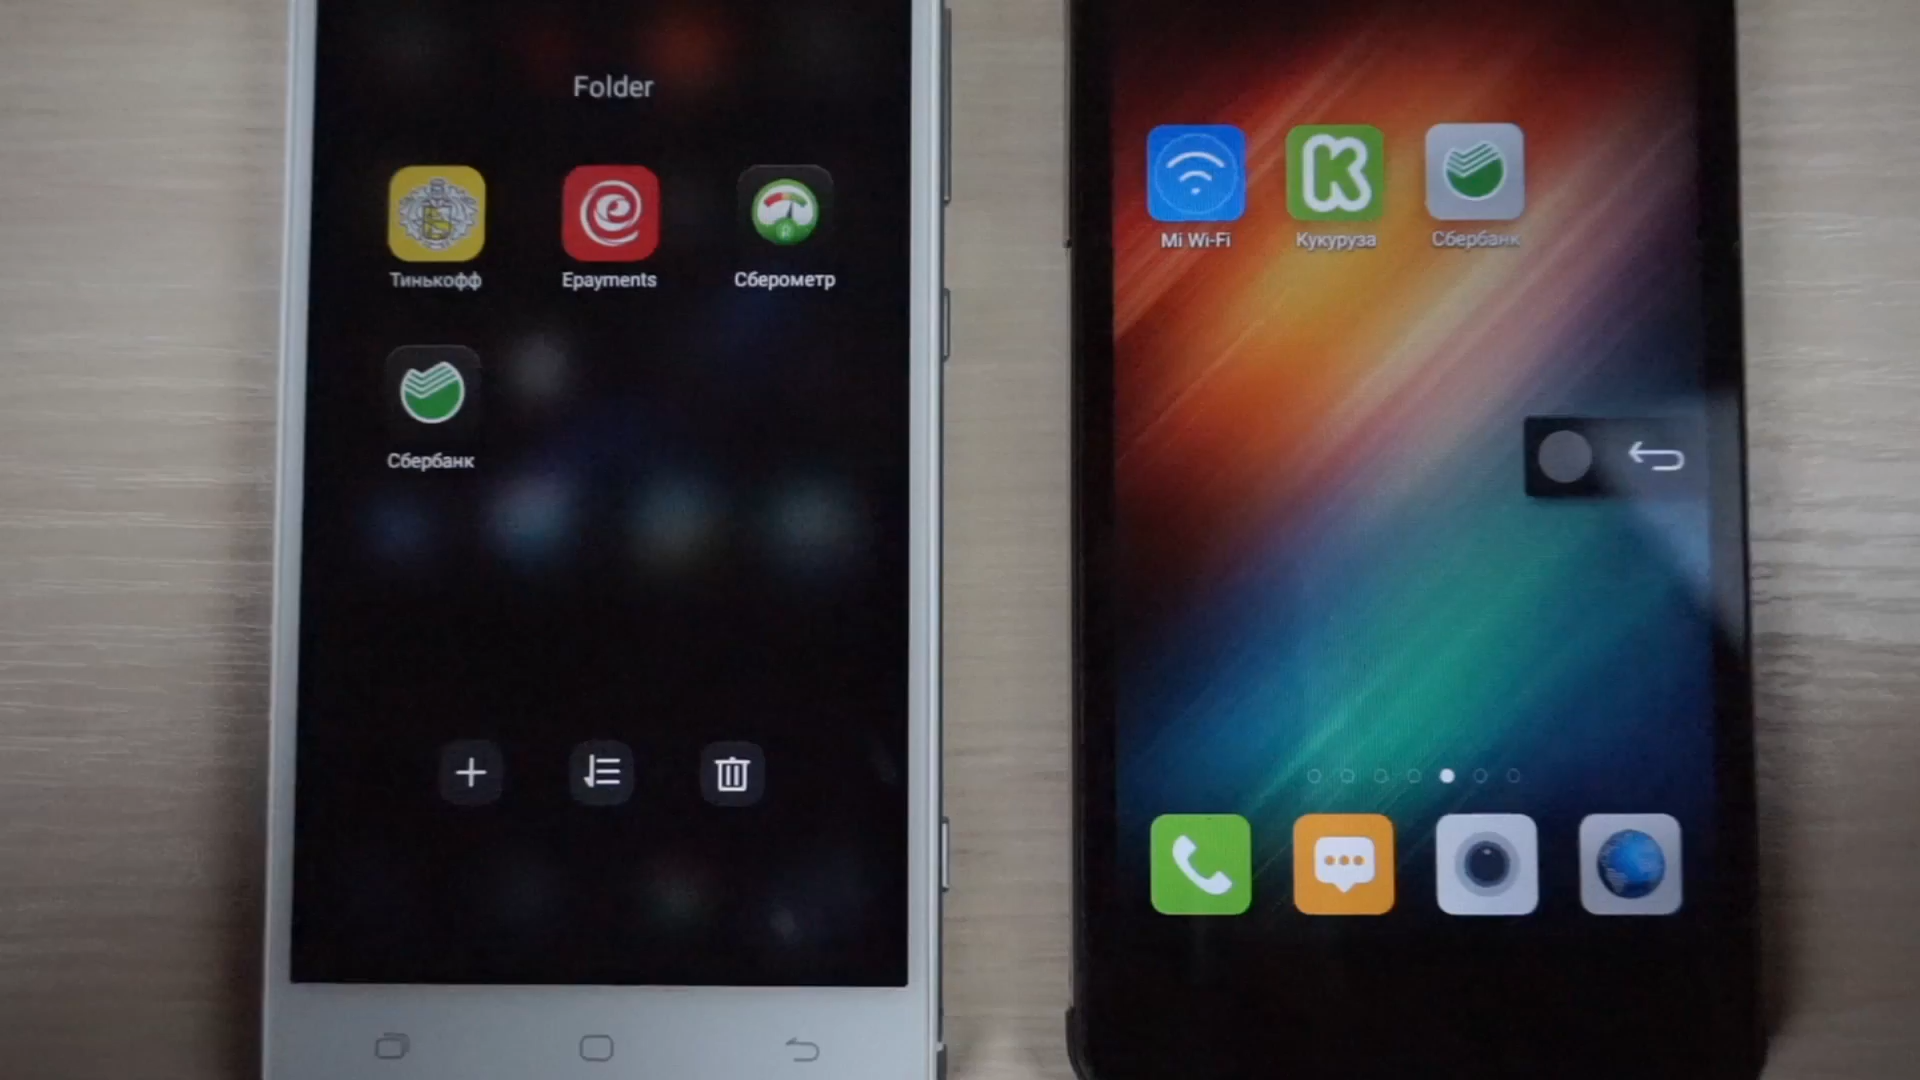 Folder
Тинькофф
Epayments
Сберометр
Сбербанк
Mi Wi-Fi
Кукуруза
Сбербанк